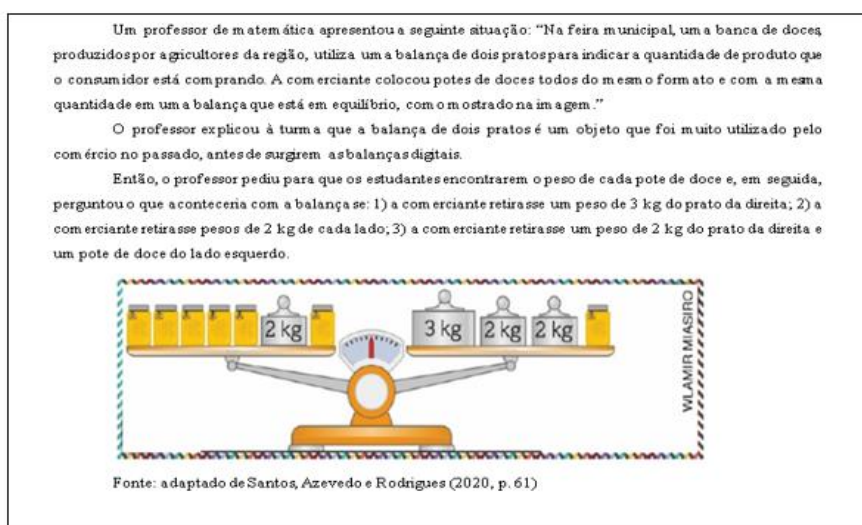 Um professor de matemática apresentou a seguinte situação: “Na feira municipal, uma banca de doces,
produzidos por agricultores da região, utiliza uma balança de dois pratos para indicar a quantidade de produto que
o consumidor está comprando. A comerciante colocou potes de doces todos do mesmo formato e com a mesma
quantidade em uma balança que está em equilíbrio, como mostrado na imagem.”
O professor explicou à turma que a balança de dois pratos é um objeto que foi muito utilizado pelo
comércio no passado, antes de surgirem as balanças digitais.
Então, o professor pediu para que os estudantes encontrarem o peso de cada pote de doce e, em seguida,
perguntou o que aconteceria com a balança se: 1) a comerciante retirasse um peso de 3 kg do prato da direita; 2) a
comerciante retirasse pesos de 2 kg de cada lado; 3) a comerciante retirasse um peso de 2 kg do prato da direita e
um pote de doce do lado esquerdo.
2 kg
3 kg
2 kg
2 kg
WLAMIR MIASIRO
Fonte: adaptado de Santos, Azevedo e Rodrigues (2020, p. 61)